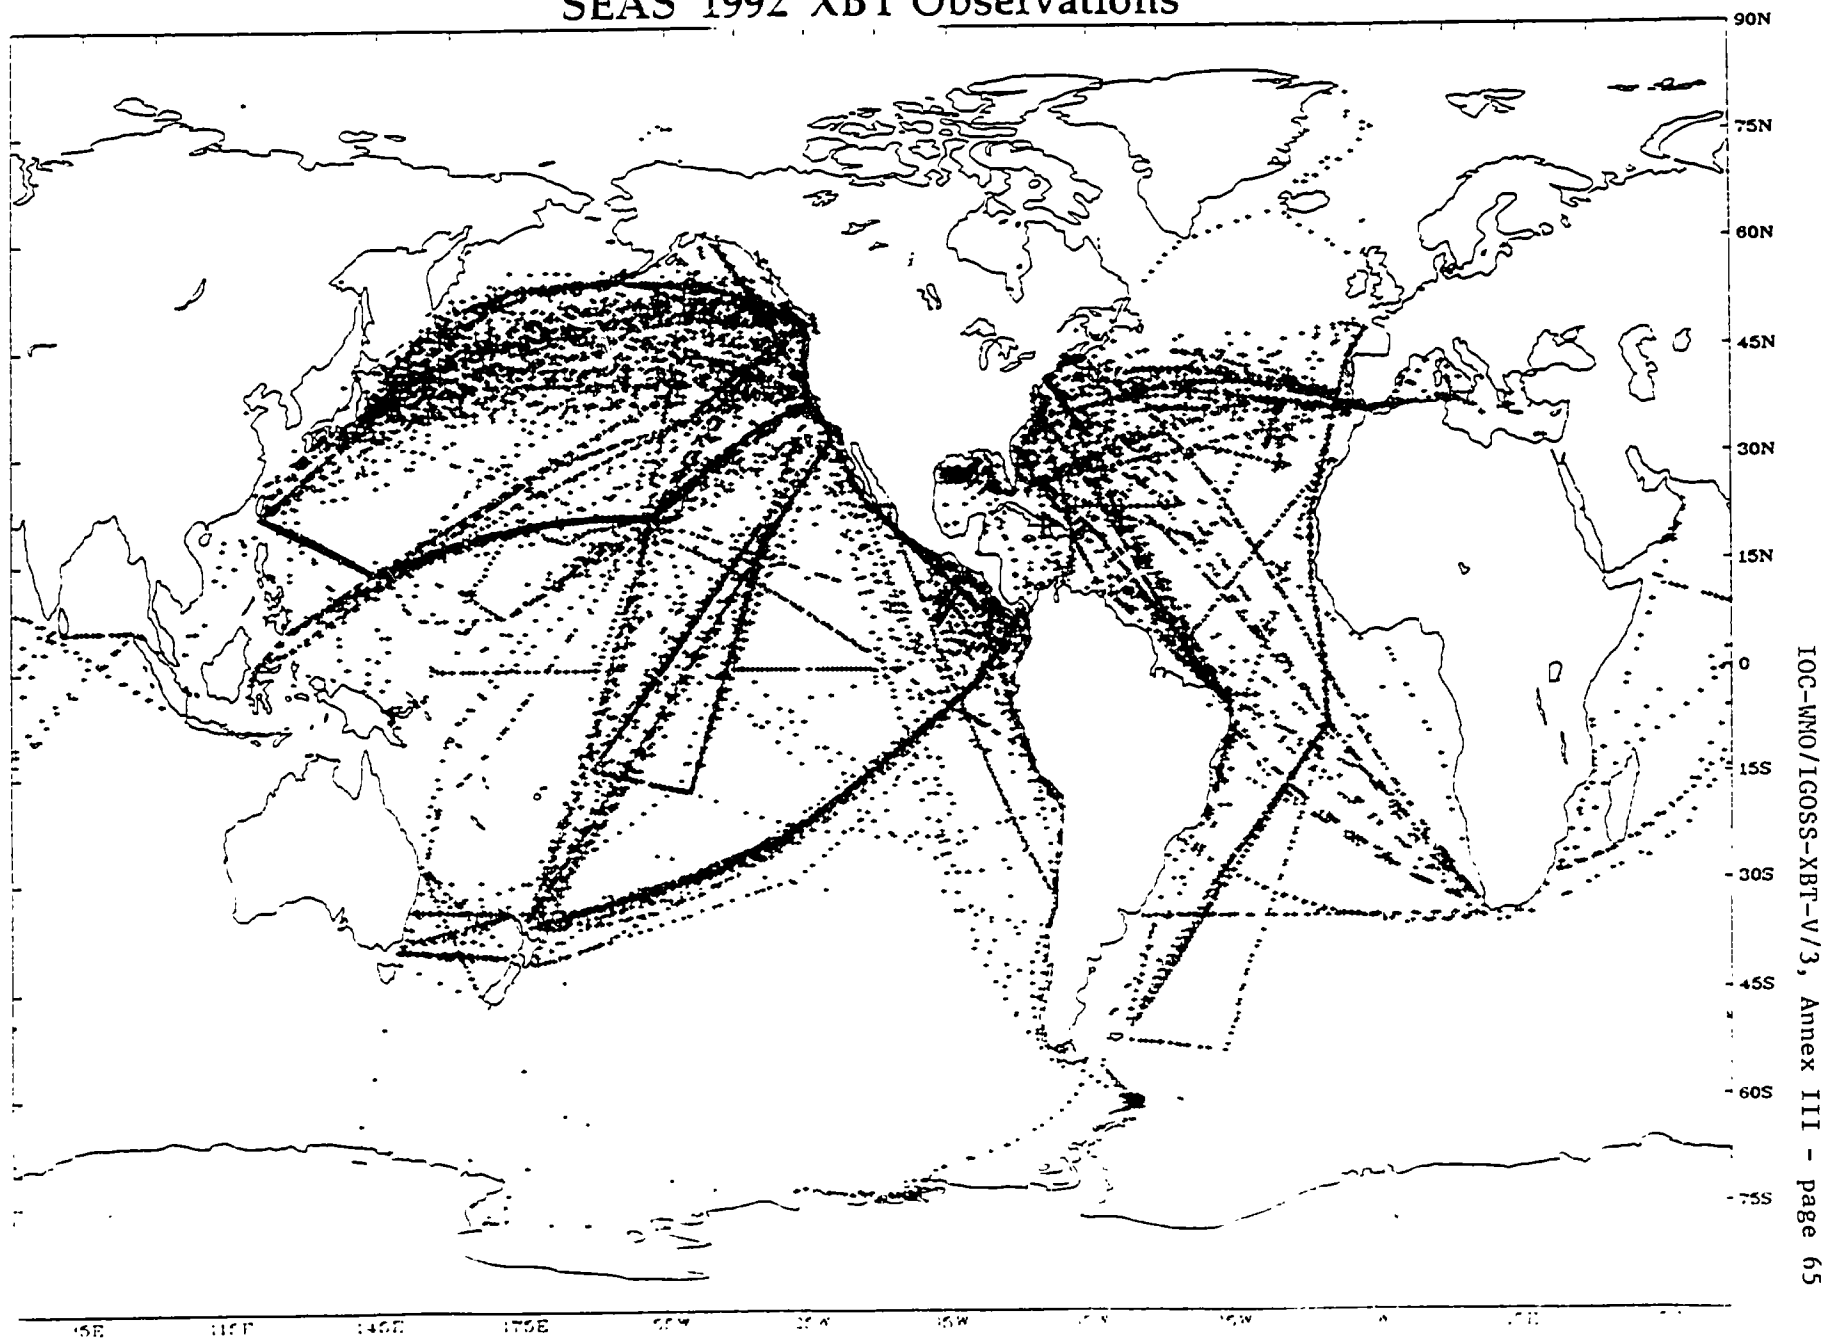 SEAS 1992 XBT Observations
90N
75N
60N
45N
30N
15N
0
15S
30S
45S
60S
75S
145E
175E
IOC-WMO/IGOSS-XBT-V/3, Annex III - page 65